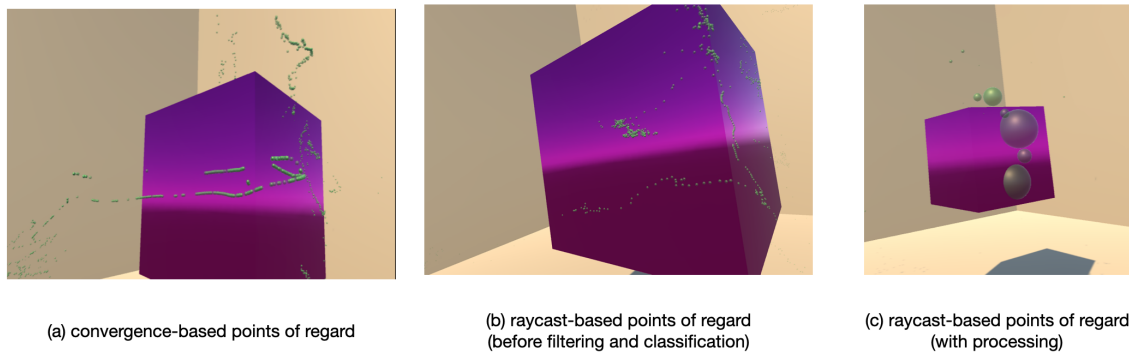 (a) convergence-based points of regard
(b) raycast-based points of regard
(before filtering and classification)
(c) raycast-based points of regard
(with processing)